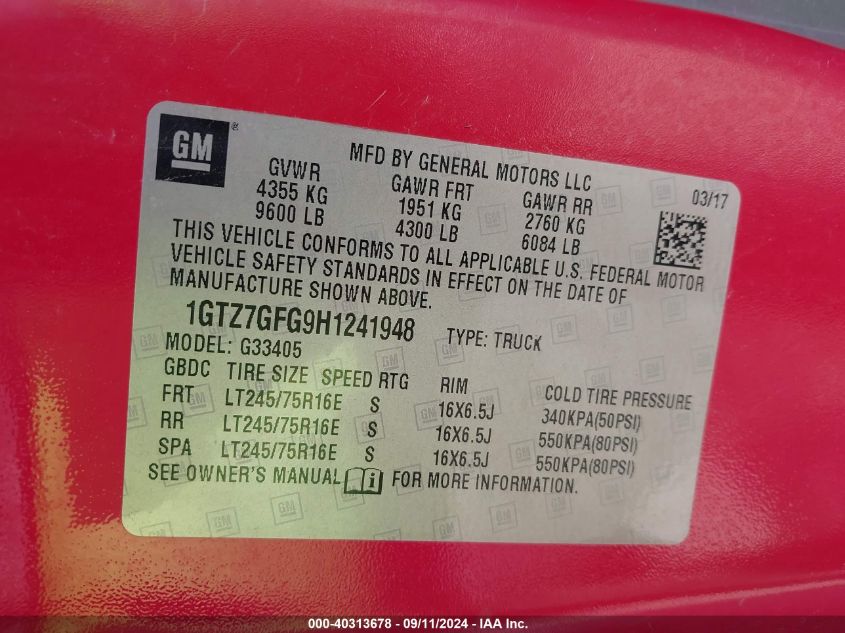 GM®
MFD BY GENERAL MOTORS LLC
03/17
GVWR GAWR FRT GAWR RR
4355 KG 1951 KG 2760 KG
9600 LB 4300 LB 6084 LB
THIS VEHICLE CONFORMS TO ALL APPLICABLE U.S. FEDERAL MOTOR
VEHICLE SAFETY STANDARDS IN EFFECT ON THE DATE OF
MANUFACTURE SHOWN ABOVE.
1GTZ7GFG9H1241948 TYPE: TRUCK
MODEL: G33405
GBDC TIRE SIZE SPEED RTG RIM COLD TIRE PRESSURE
FRT LT245/75R16E S 16X6.5J 340KPA(50PSI)
RR LT245/75R16E S 16X6.5J 550KPA(80PSI)
SPA LT245/75R16E S 16X6.5J 550KPA(80PSI)
SEE OWNER'S MANUAL i FOR MORE INFORMATION.
000-40313678 - 09/11/2024 - IAA Inc.